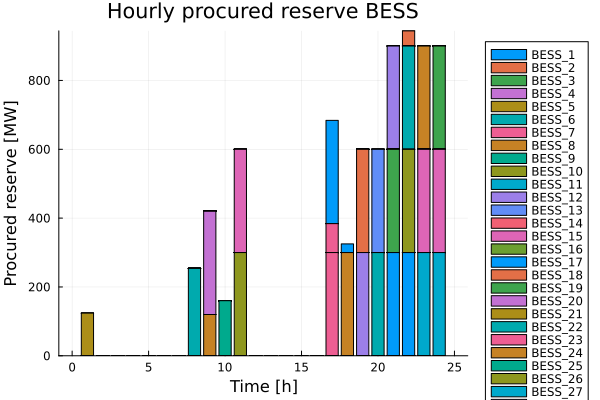 Hourly procured reserve BESS
Procured reserve [MW]
800
600
400
200
0
0 5 10 15 20 25
Time [h]
BESS_1
BESS_2
BESS_3
BESS_4
BESS_5
BESS_6
BESS_7
BESS_8
BESS_9
BESS_10
BESS_11
BESS_12
BESS_13
BESS_14
BESS_15
BESS_16
BESS_17
BESS_18
BESS_19
BESS_20
BESS_21
BESS_22
BESS_23
BESS_24
BESS_25
BESS_26
BESS_27